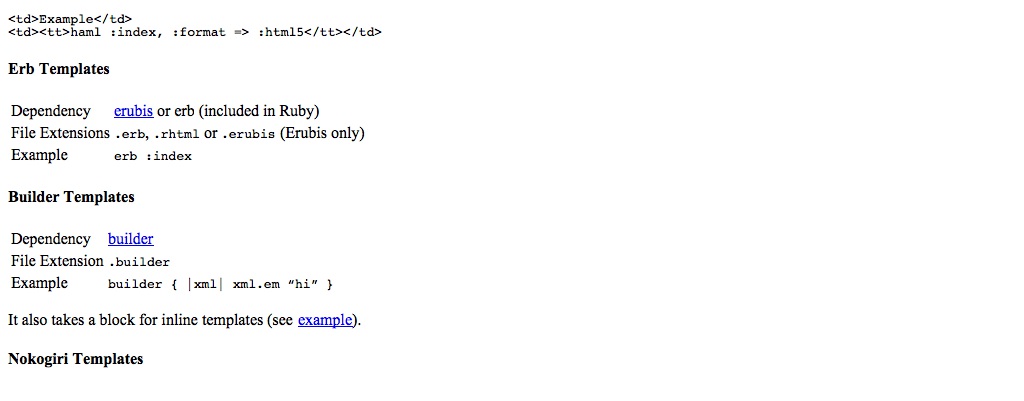 <td>Example</td>
<td><tt>haml :index, :format => :html5</tt></td>
Erb Templates
Dependency erubis or erb (included in Ruby)
File Extensions .erb, .rhtml or .erubis (Erubis only)
Example erb :index
Builder Templates
Dependency builder
File Extension .builder
Example builder { |xml| xml.em “hi” }
It also takes a block for inline templates (see example).
Nokogiri Templates